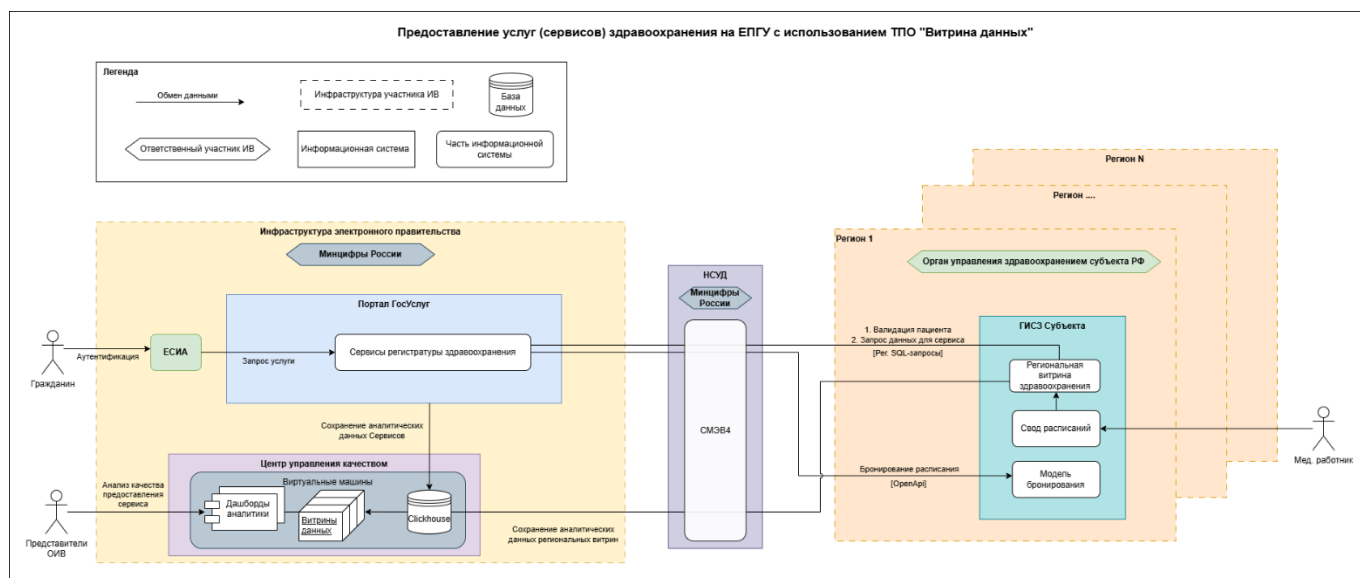 Предоставление услуг (сервисов) здравоохранения на ЕПГУ с использованием ТПО "Витрина данных"
Легенда
Обмен данными
Инфраструктура участника ИВ
База
данных
Ответственный участник ИВ
Информационная система
Часть информационной
системы
Регион N
Регион ....
Регион 1
Орган управления здравоохранением субъекта РФ
Инфраструктура электронного правительства
Минцифры России
НСУД
Минцифры
России
Портал ГосУслуг
ГИСЗ Субъекта
Гражданин
Аутентификация
ЕСИА
Запрос услуги
Сервисы регистратуры здравоохранения
1. Валидация пациента
2. Запрос данных для сервиса
[Рег. SQL-запросы]
Региональная
витрина
здравоохранения
Сохранение аналитических
данных Сервисов
СМЭВ4
Свод расписаний
Мед. работник
Центр управления качеством
Виртуальные машины
Бронирование расписания
[OpenApi]
Модель
бронирования
Анализ качества
предоставления
сервиса
Дашборды
аналитики
Витрины
данных
Clickhouse
Сохранение аналитических
данных региональных витрин
Представители
ОИВ